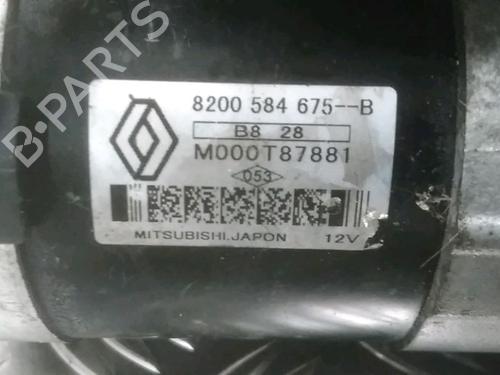 B-PARTS
8200 584 675--B
B8 28
M000T87881
053
MITSUBISHI.JAPON 12V